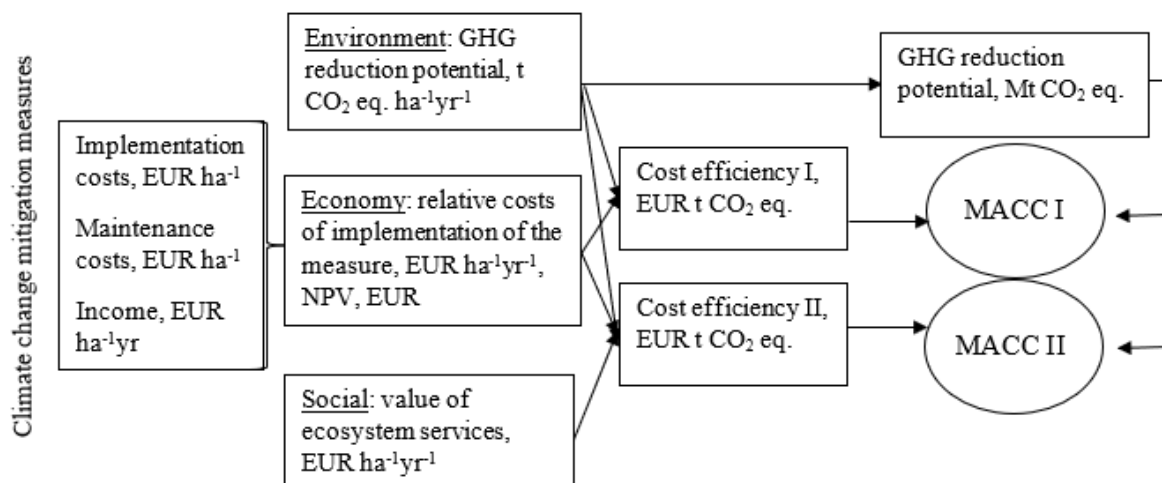 Climate change mitigation measures
Implementation
costs, EUR ha⁻¹
Maintenance
costs, EUR ha⁻¹
Income, EUR
ha⁻¹yr
Environment: GHG
reduction potential, t
CO₂ eq. ha⁻¹yr⁻¹
Economy: relative costs
of implementation of the
measure, EUR ha⁻¹yr⁻¹,
NPV, EUR
Social: value of
ecosystem services,
EUR ha⁻¹yr⁻¹
Cost efficiency I,
EUR t CO₂ eq.
Cost efficiency II,
EUR t CO₂ eq.
GHG reduction
potential, Mt CO₂ eq.
MACC I
MACC II